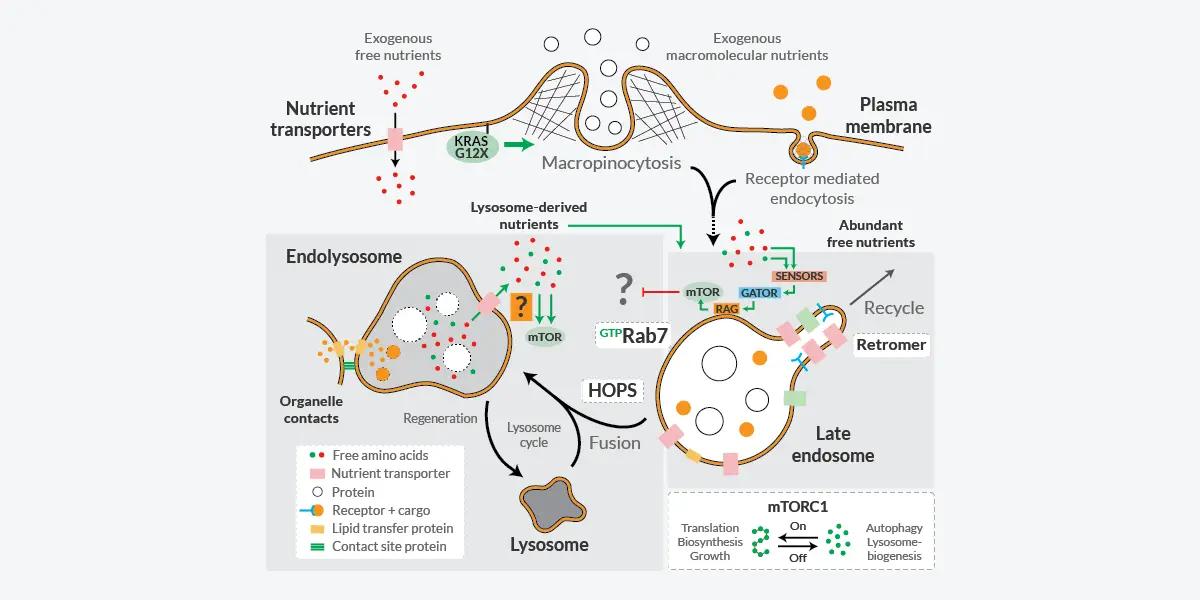 Exogenous
free nutrients
Exogenous
macromolecular nutrients
Nutrient
transporters
KRAS
G12X
Macropinocytosis
Plasma
membrane
Receptor mediated
endocytosis
Lysosome-derived
nutrients
Abundant
free nutrients
Endolysosome
SENSORS
?
mTOR
GATOR
RAG
Recycle
?
mTOR
GTPRab7
Retromer
HOPS
Organelle
contacts
Regeneration
Lysosome
cycle
Fusion
Late
endosome
Free amino acids
Nutrient transporter
Protein
Receptor + cargo
Lipid transfer protein
Contact site protein
Lysosome
mTORC1
Translation
Biosynthesis
Growth
On
Off
Autophagy
Lysosome-
biogenesis